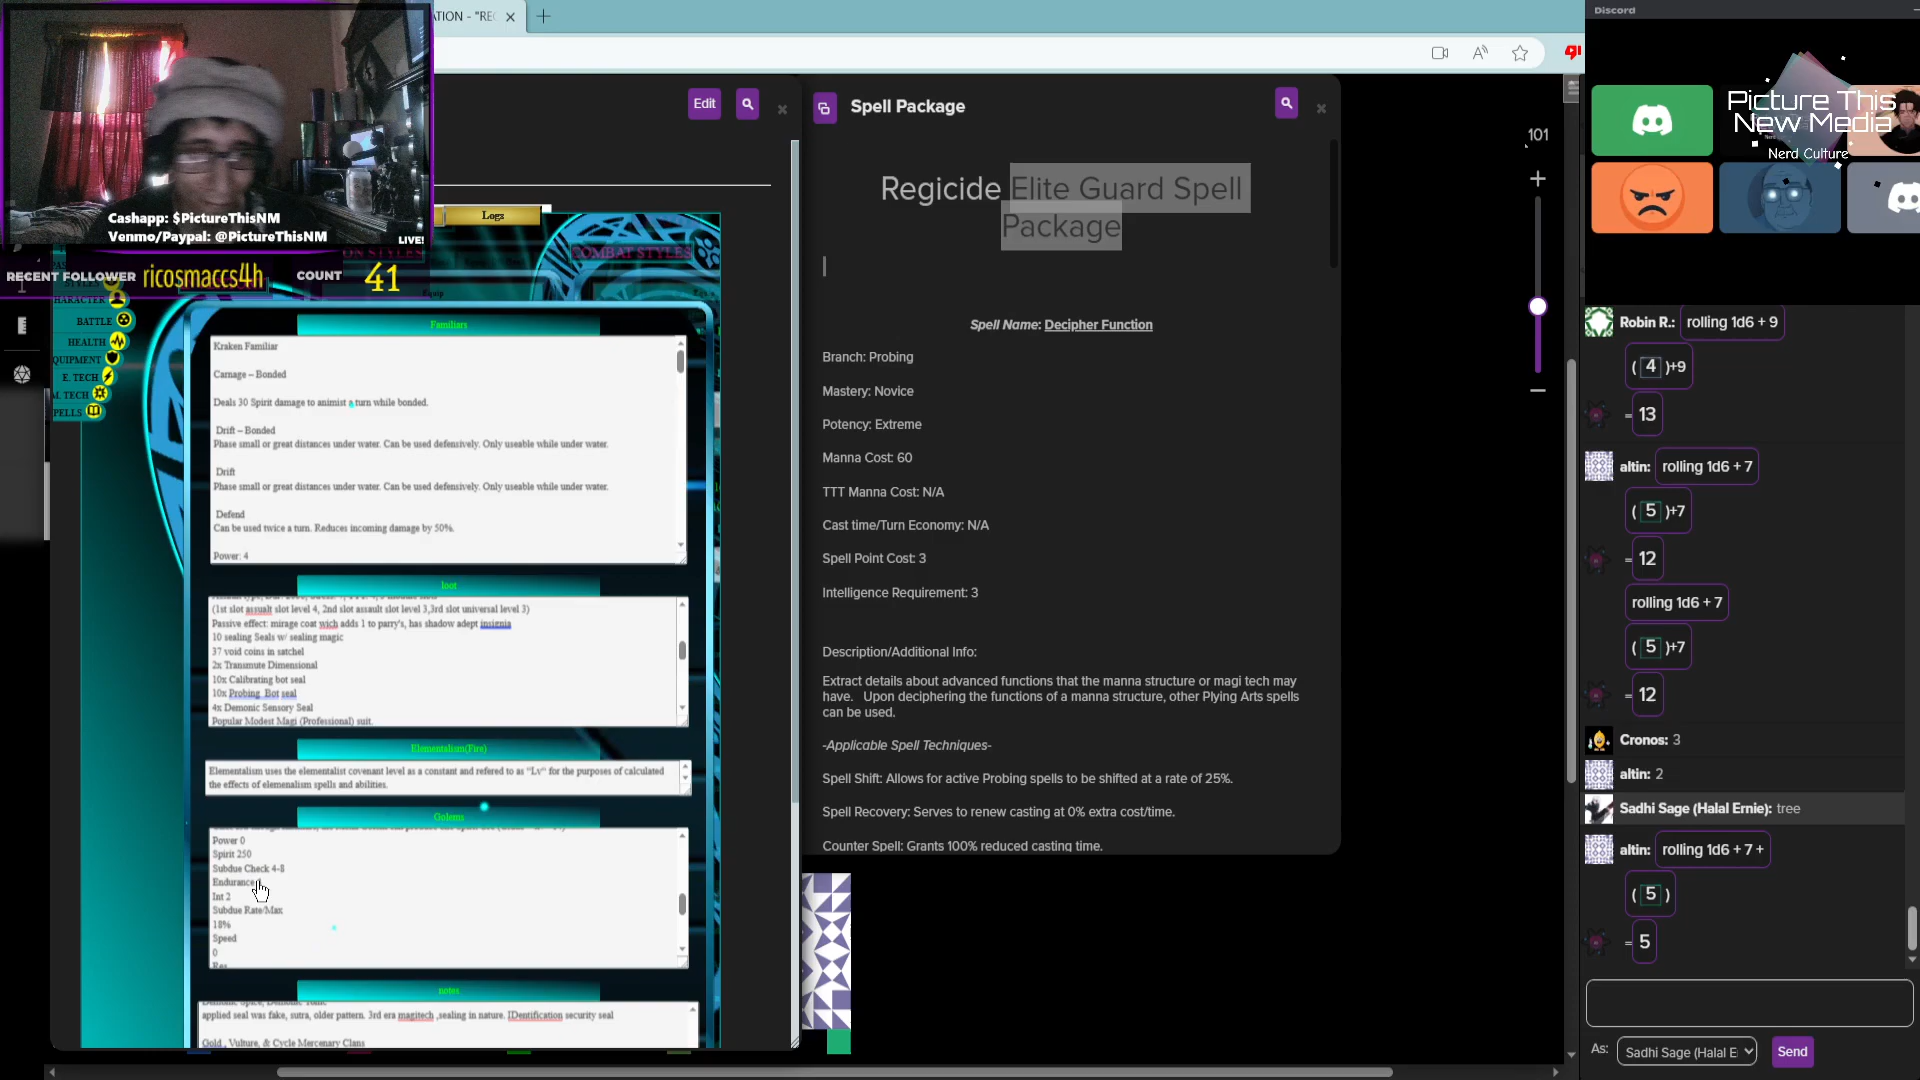 ATION - "REC
Discord
Edit
Spell Package
Picture This
New Media
Nerd Culture
101
Regicide Elite Guard Spell
Package
Cashapp: $PictureThisNM
Venmo/Paypal: @PictureThisNM
LIVE!
Logz
COMBAT STYLES
RECENT FOLLOWER ricosmaccs4h COUNT 41
STYLES
HARACTER
BATTLE
HEALTH
QUIPMENT
E. TECH
M. TECH
PELLS
Equip
Familiars
Kraken Familiar
Carnage – Bonded
Deals 30 Spirit damage to animist a turn while bonded.
Drift – Bonded
Phase small or great distances under water. Can be used defensively. Only useable while under water.
Drift
Phase small or great distances under water. Can be used defensively. Only useable while under water.
Defend
Can be used twice a turn. Reduces incoming damage by 50%.
Power: 4
loot
(1st slot assualt slot level 4, 2nd slot assault slot level 3,3rd slot universal level 3)
Passive effect: mirage coat wich adds 1 to parry's, has shadow adept insignia
10 sealing Seals w/ sealing magic
37 void coins in satchel
2x Transmute Dimensional
10x Calibrating bot seal
10x Probing Bot seal
4x Demonic Sensory Seal
Popular Modest Magi (Professional) suit.
Elementalism(Fire)
Elementalism uses the elementalist covenant level as a constant and refered to as "Lv" for the purposes of calculated
the effects of elemenalism spells and abilities.
Golems
Power 0
Spirit 250
Subdue Check 4-8
Endurance
Int 2
Subdue Rate/Max
18%
Speed
0
Res
notes
Demonic Spice, Demonic Tonic
applied seal was fake, sutra, older pattern. 3rd era magitech ,sealing in nature. IDentification security seal
Gold , Vulture, & Cycle Mercenary Clans
Spell Name: Decipher Function
Branch: Probing
Mastery: Novice
Potency: Extreme
Manna Cost: 60
TTT Manna Cost: N/A
Cast time/Turn Economy: N/A
Spell Point Cost: 3
Intelligence Requirement: 3
Description/Additional Info:
Extract details about advanced functions that the manna structure or magi tech may
have. Upon deciphering the functions of a manna structure, other Plying Arts spells
can be used.
-Applicable Spell Techniques-
Spell Shift: Allows for active Probing spells to be shifted at a rate of 25%.
Spell Recovery: Serves to renew casting at 0% extra cost/time.
Counter Spell: Grants 100% reduced casting time.
Robin R.: rolling 1d6 + 9
( 4 )+9
= 13
altin: rolling 1d6 + 7
( 5 )+7
= 12
rolling 1d6 + 7
( 5 )+7
= 12
Cronos: 3
altin: 2
Sadhi Sage (Halal Ernie): tree
altin: rolling 1d6 + 7 +
( 5 )
= 5
As: Sadhi Sage (Halal E
Send